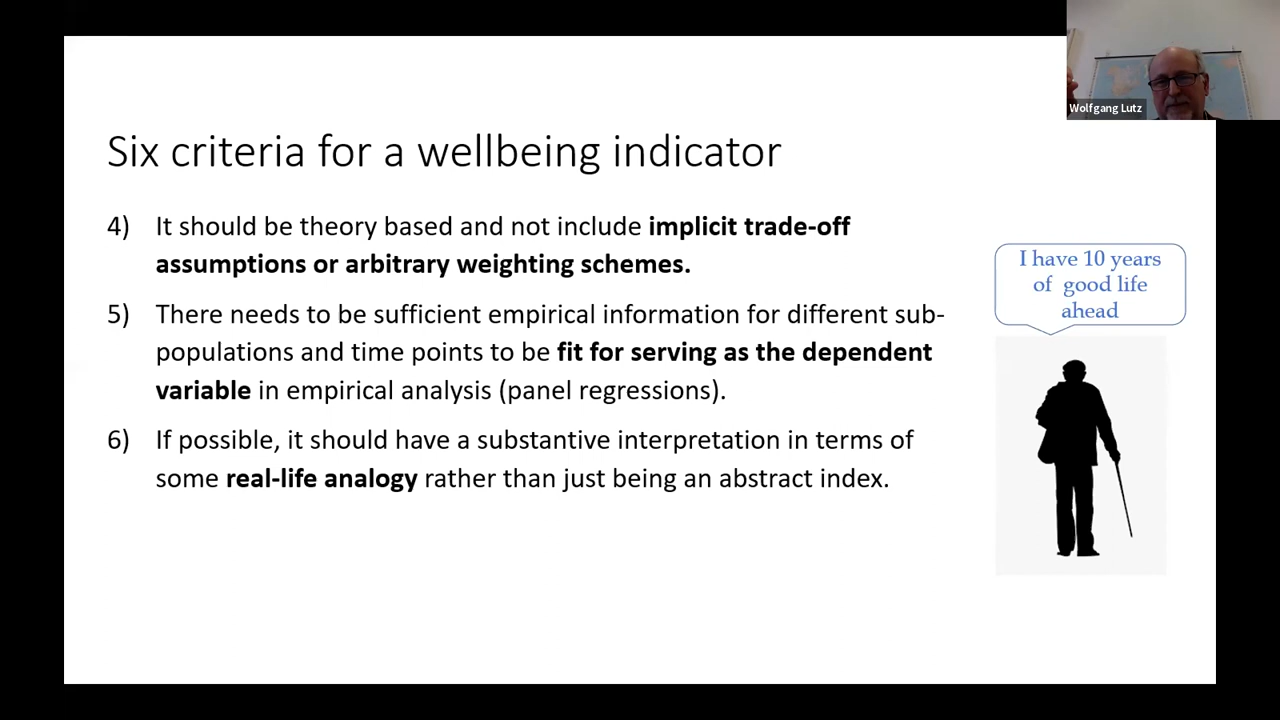 Wolfgang Lutz
Six criteria for a wellbeing indicator
4) It should be theory based and not include implicit trade-off
assumptions or arbitrary weighting schemes.
5) There needs to be sufficient empirical information for different sub-
populations and time points to be fit for serving as the dependent
variable in empirical analysis (panel regressions).
6) If possible, it should have a substantive interpretation in terms of
some real-life analogy rather than just being an abstract index.
I have 10 years
of good life
ahead